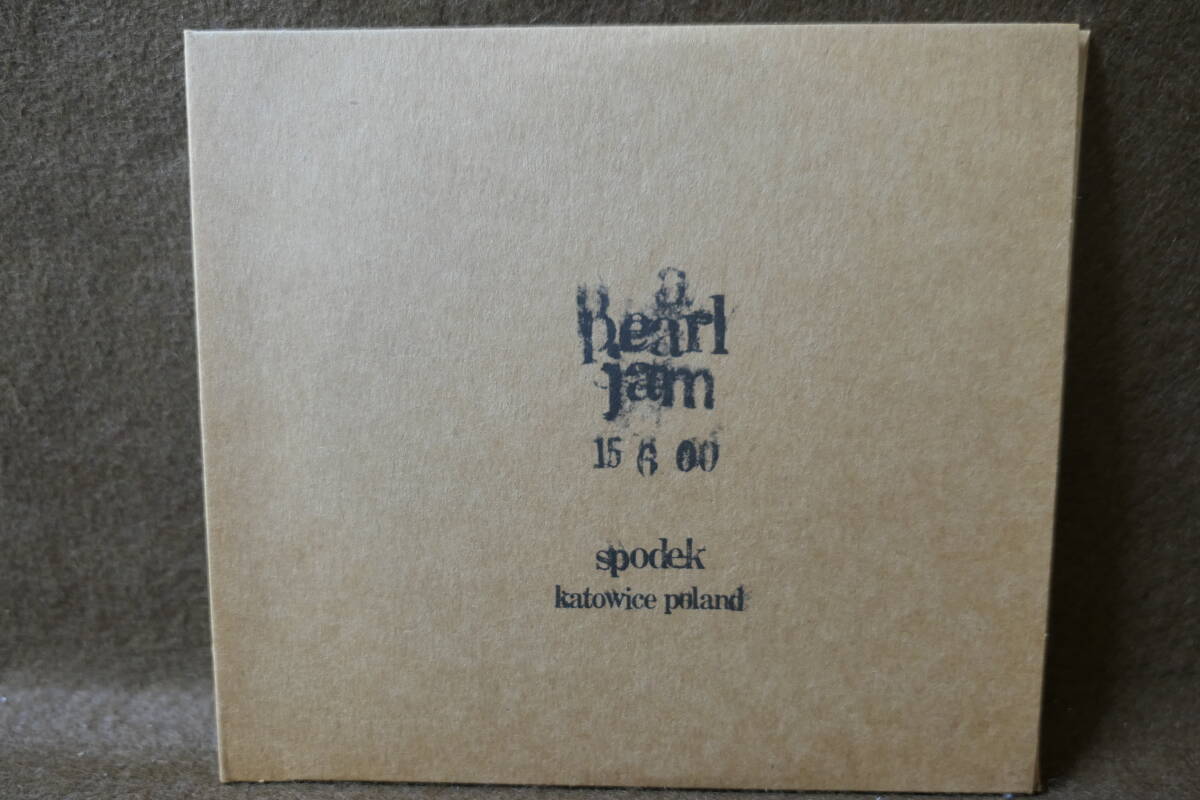 pearl
jam
15 6 00
spodek
katowice poland